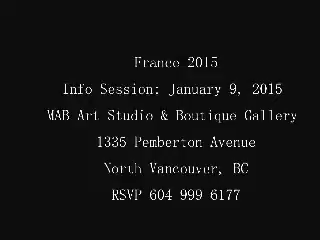 France 2015
Info Session: January 9, 2015
MAB Art Studio & Boutique Gallery
1335 Pemberton Avenue
North Vancouver, BC
RSVP 604 999 6177